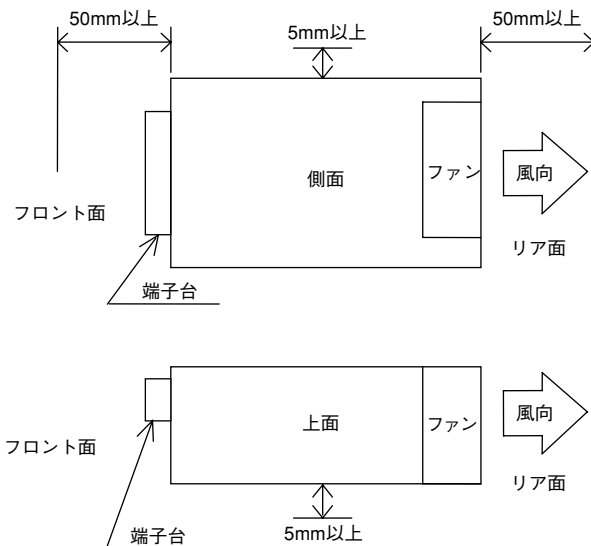 50mm以上
5mm以上
50mm以上
側面
ファン
風向
フロント面
リア面
端子台
上面
ファン
風向
フロント面
リア面
端子台
5mm以上